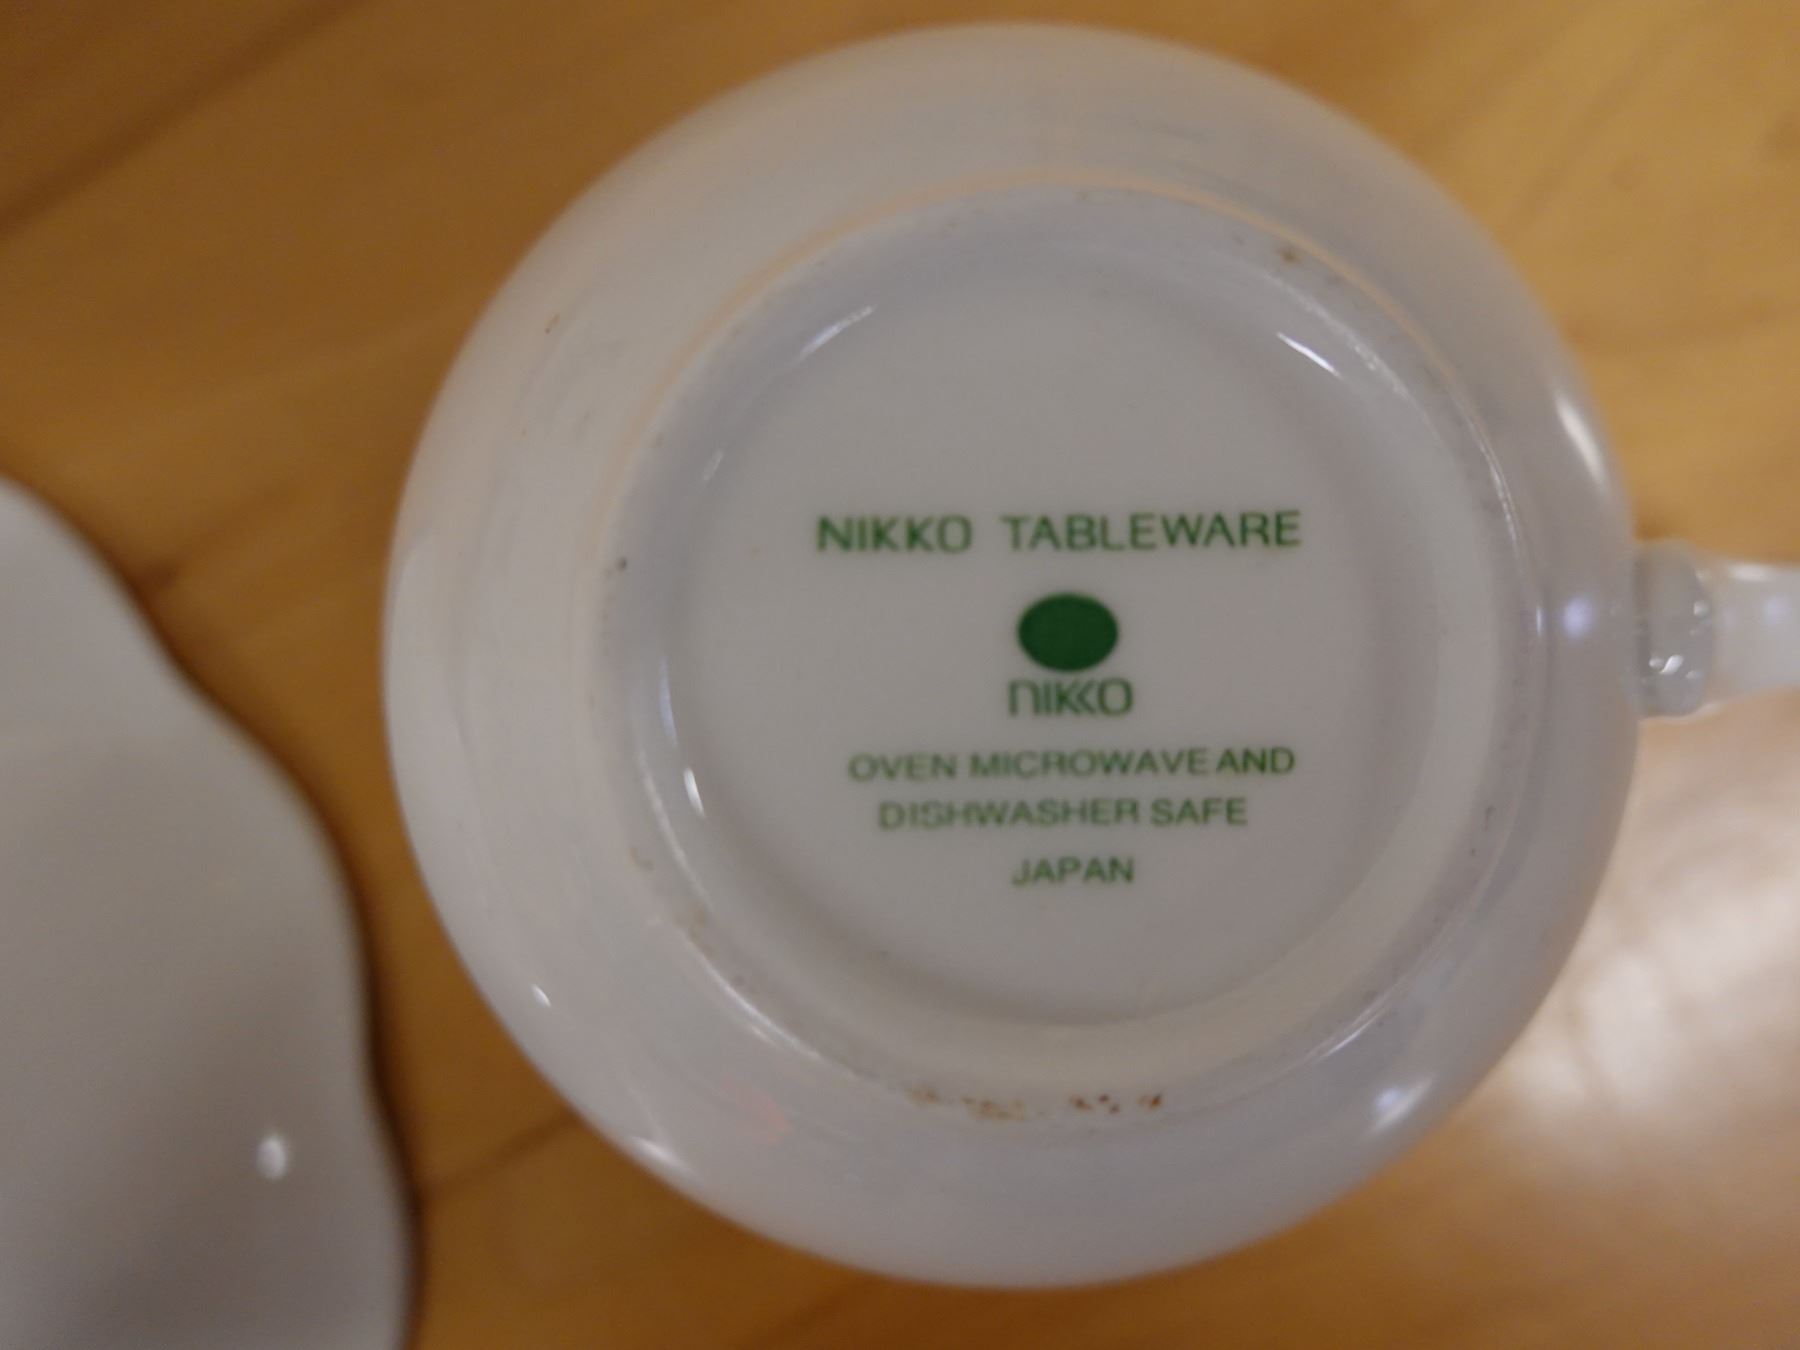 NIKKO TABLEWARE
nikko
OVEN MICROWAVE AND
DISHWASHER SAFE
JAPAN